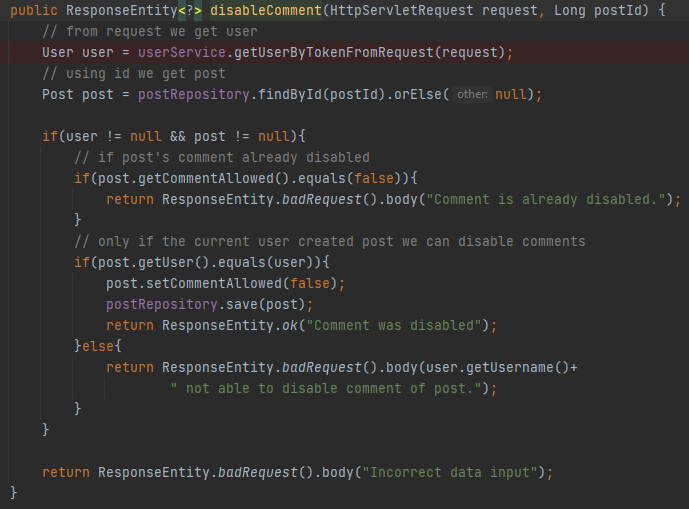 public ResponseEntity<?> disableComment(HttpServletRequest request, Long postId) {
// from request we get user
User user = userService.getUserByTokenFromRequest(request);
// using id we get post
Post post = postRepository.findById(postId).orElse( other: null);
if(user != null && post != null){
// if post's comment already disabled
if(post.getCommentAllowed().equals(false)){
return ResponseEntity.badRequest().body("Comment is already disabled.");
}
// only if the current user created post we can disable comments
if(post.getUser().equals(user)){
post.setCommentAllowed(false);
postRepository.save(post);
return ResponseEntity.ok("Comment was disabled");
}else{
return ResponseEntity.badRequest().body(user.getUsername()+
" not able to disable comment of post.");
}
}
return ResponseEntity.badRequest().body("Incorrect data input");
}